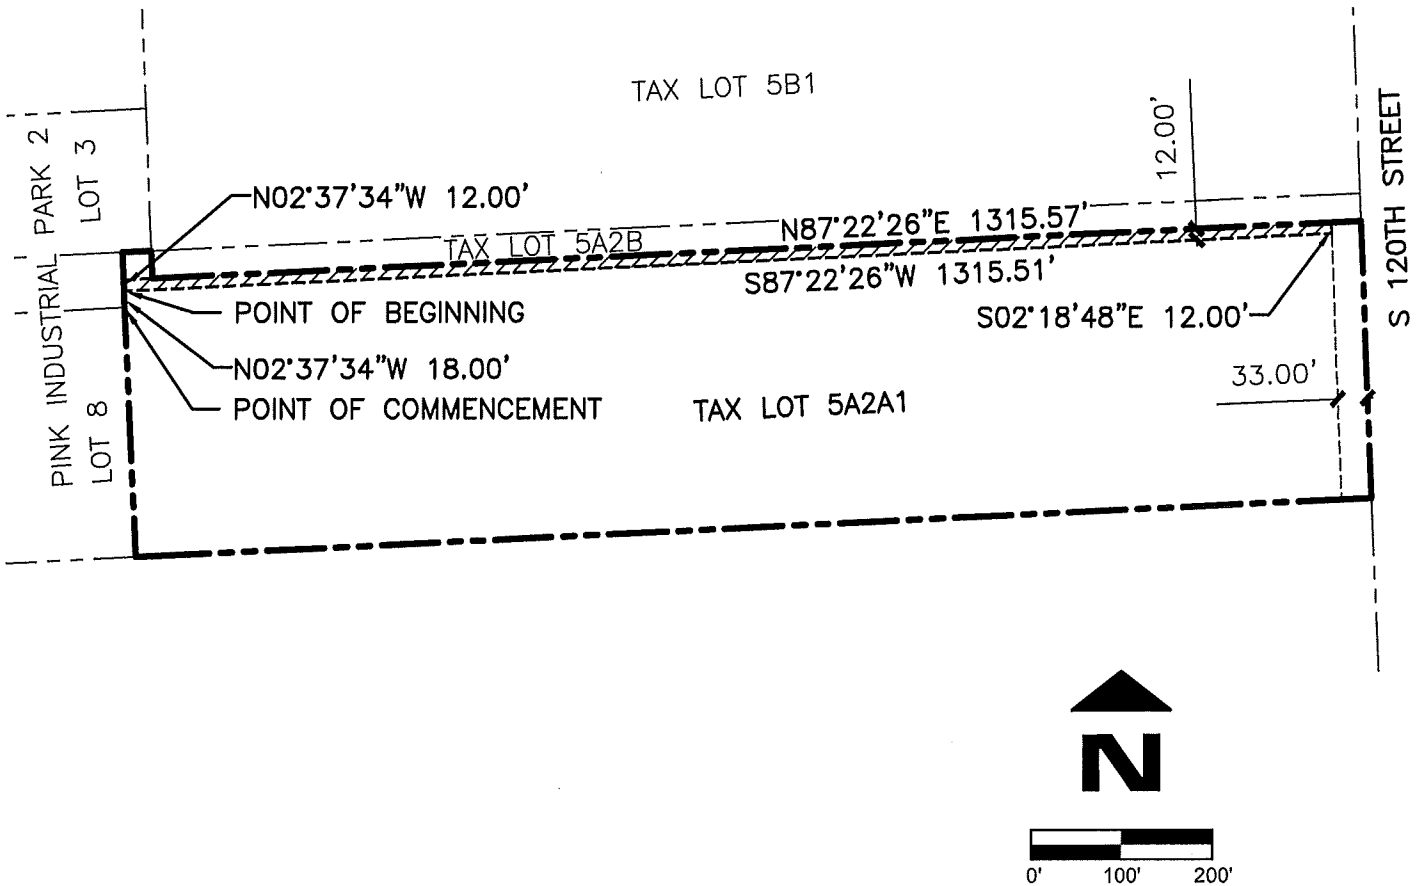 TAX LOT 5B1
12.00'
S 120TH STREET
PINK INDUSTRIAL PARK 2
LOT 3
N02°37'34"W 12.00'
N87°22'26"E 1315.57'
TAX LOT 5A2B
S87°22'26"W 1315.51'
POINT OF BEGINNING
S02°18'48"E 12.00'
N02°37'34"W 18.00'
33.00'
POINT OF COMMENCEMENT
TAX LOT 5A2A1
LOT 8
N
0' 100' 200'